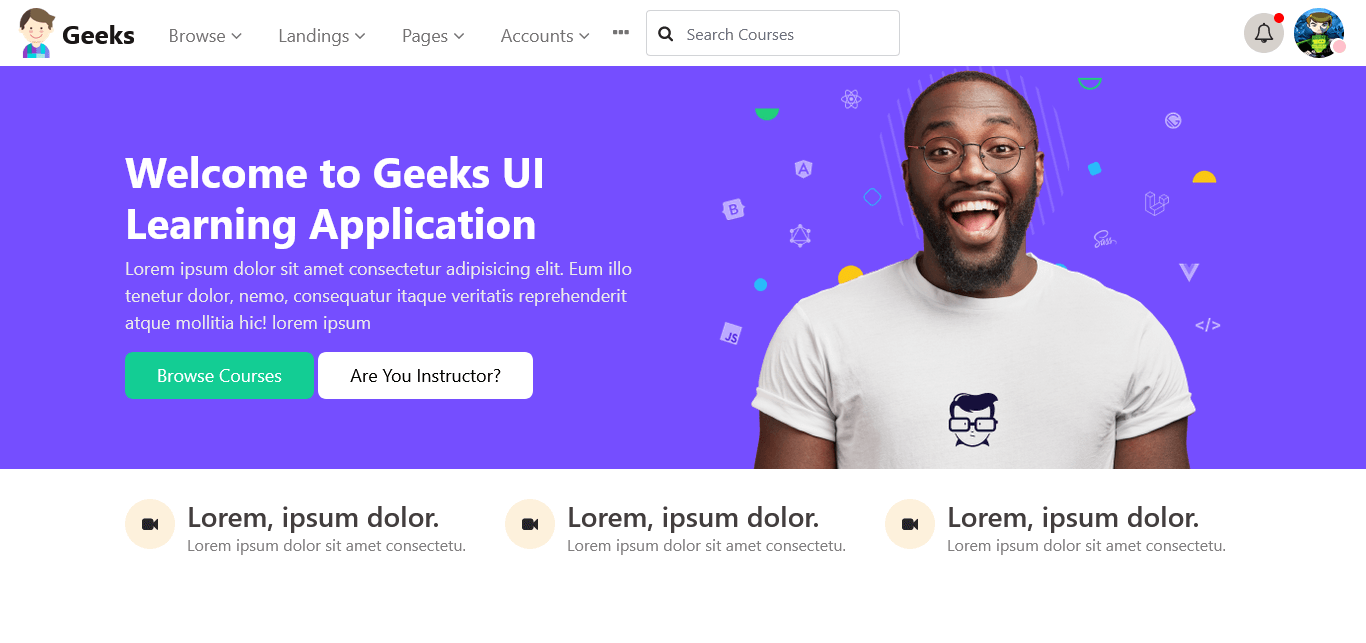 Geeks
Browse
Landings
Pages
Accounts
Search Courses
Welcome to Geeks UI
Learning Application
Lorem ipsum dolor sit amet consectetur adipisicing elit. Eum illo
tenetur dolor, nemo, consequatur itaque veritatis reprehenderit
atque mollitia hic! lorem ipsum
Browse Courses
Are You Instructor?
A
B
Sass
JS
</>
Lorem, ipsum dolor.
Lorem ipsum dolor sit amet consectetu.
Lorem, ipsum dolor.
Lorem ipsum dolor sit amet consectetu.
Lorem, ipsum dolor.
Lorem ipsum dolor sit amet consectetu.